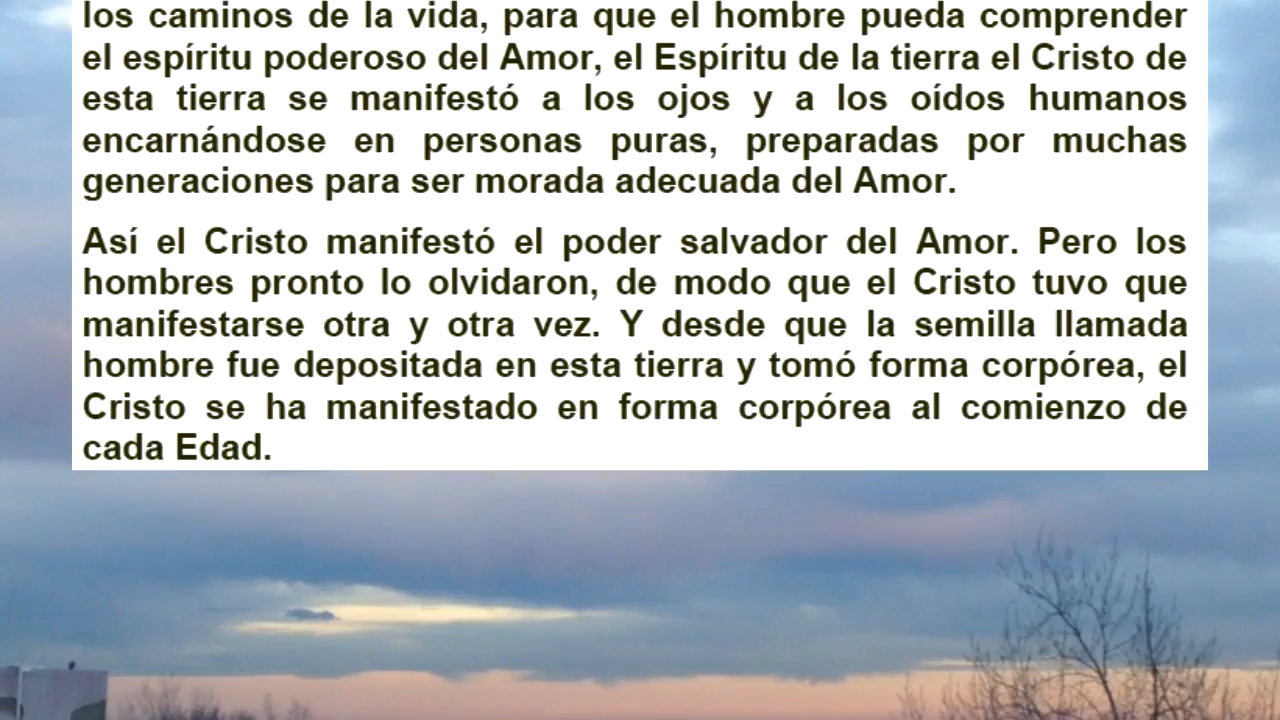 los caminos de la vida, para que el hombre pueda comprender
el espíritu poderoso del Amor, el Espíritu de la tierra el Cristo de
esta tierra se manifestó a los ojos y a los oídos humanos
encarnándose en personas puras, preparadas por muchas
generaciones para ser morada adecuada del Amor.
Así el Cristo manifestó el poder salvador del Amor. Pero los
hombres pronto lo olvidaron, de modo que el Cristo tuvo que
manifestarse otra y otra vez. Y desde que la semilla llamada
hombre fue depositada en esta tierra y tomó forma corpórea, el
Cristo se ha manifestado en forma corpórea al comienzo de
cada Edad.